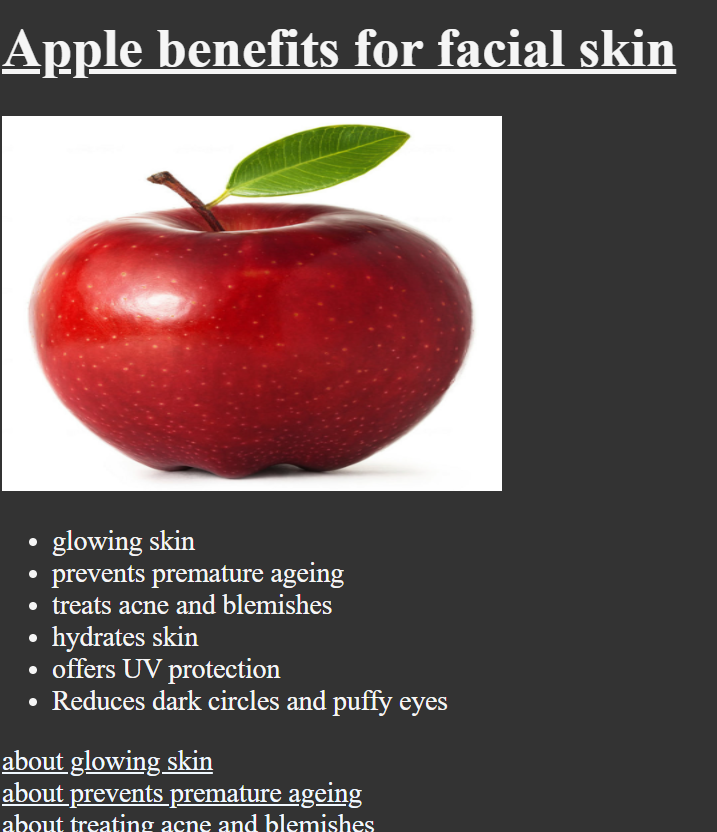 Apple benefits for facial skin
glowing skin
prevents premature ageing
treats acne and blemishes
hydrates skin
offers UV protection
Reduces dark circles and puffy eyes
about glowing skin
about prevents premature ageing
about treating acne and blemishes